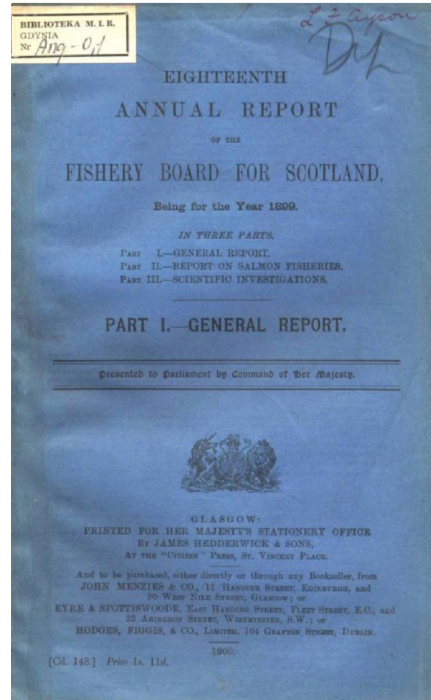 BIBLIOTEKA M. I. R.
GDYNIA
Nr Ang - 0,1
EIGHTEENTH
ANNUAL REPORT
OF THE
FISHERY BOARD FOR SCOTLAND,
Being for the Year 1899.
IN THREE PARTS.
PART I.—GENERAL REPORT.
PART II.—REPORT ON SALMON FISHERIES.
PART III.—SCIENTIFIC INVESTIGATIONS.
PART I.—GENERAL REPORT.
Presented to Parliament by Command of Her Majesty.
GLASGOW:
PRINTED FOR HER MAJESTY'S STATIONERY OFFICE
BY JAMES HEDDERWICK & SONS,
AT THE "CITIZEN" PRESS, ST. VINCENT PLACE.
And to be purchased, either directly or through any Bookseller, from
JOHN MENZIES & CO., 12 HANOVER STREET, EDINBURGH, and
90 WEST NILE STREET, GLASGOW; or
EYRE & SPOTTISWOODE, EAST HARDING STREET, FLEET STREET, E.C., and
32 ABINGDON STREET, WESTMINSTER, S.W.; or
HODGES, FIGGIS, & CO., LIMITED, 104 GRAFTON STREET, DUBLIN.
1900.
[Cd. 148.] Price 1s. 11d.